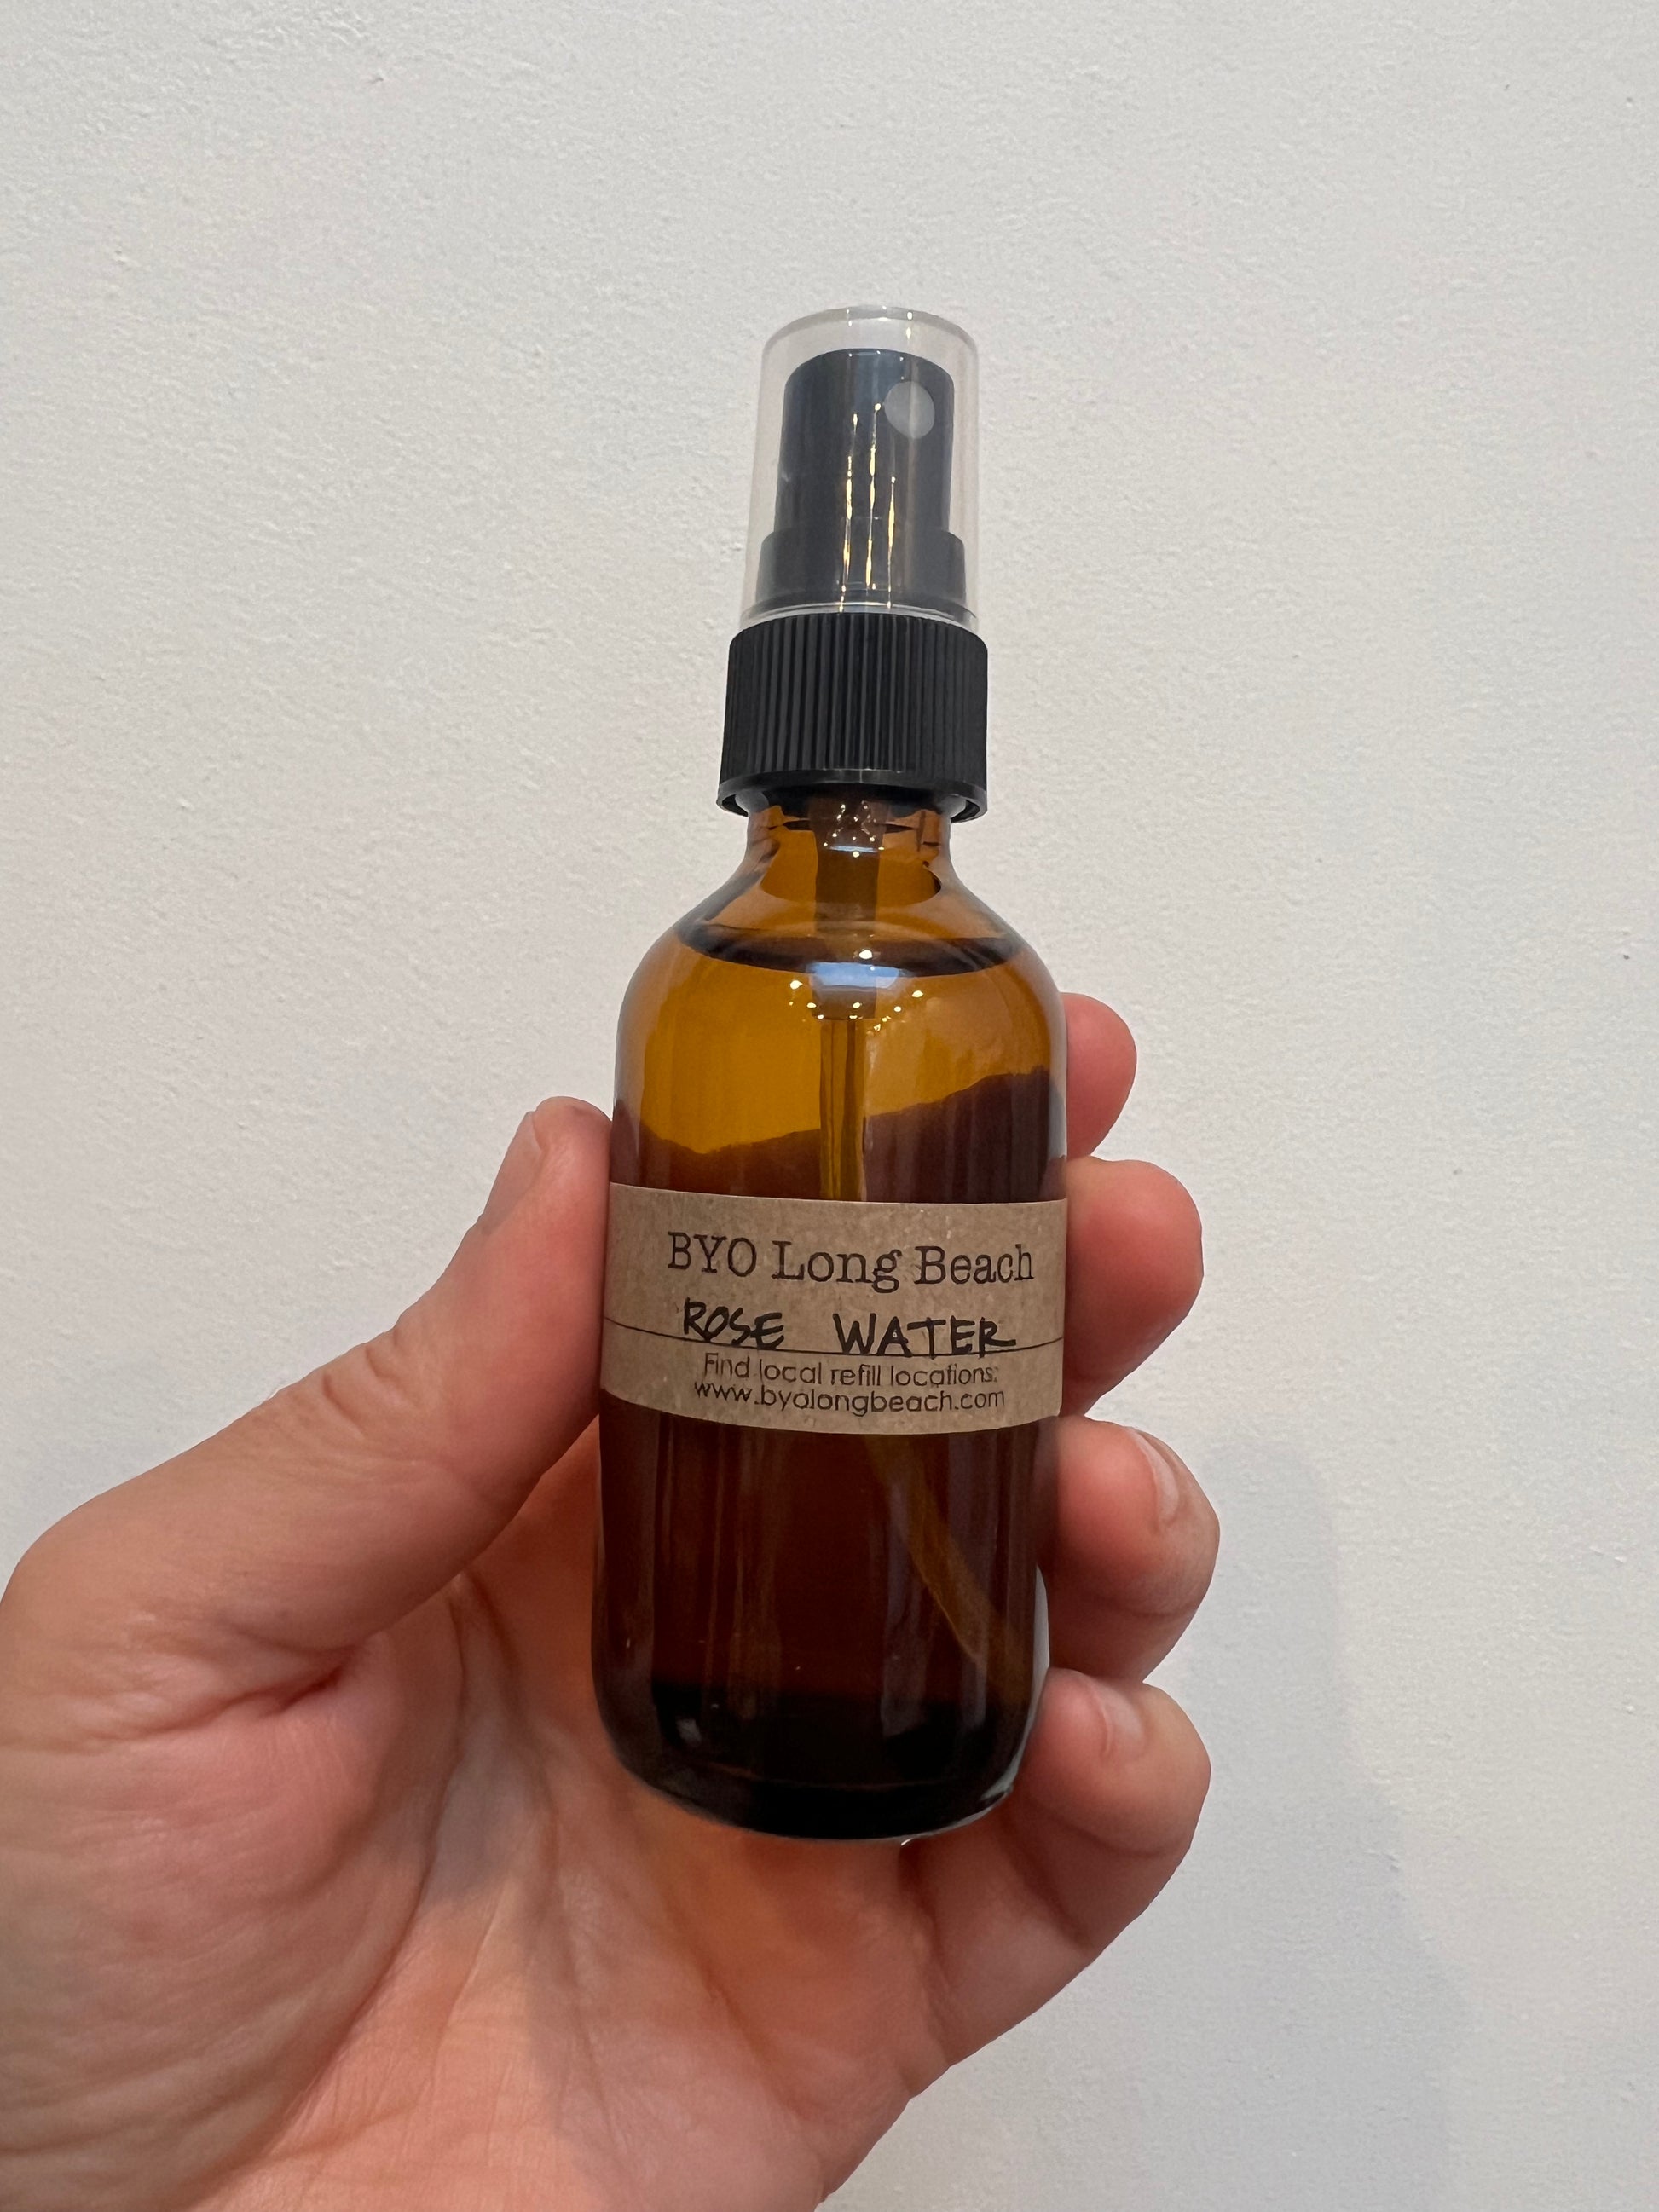 BYO Long Beach
ROSE WATER
Find local refill locations:
www.byolongbeach.com